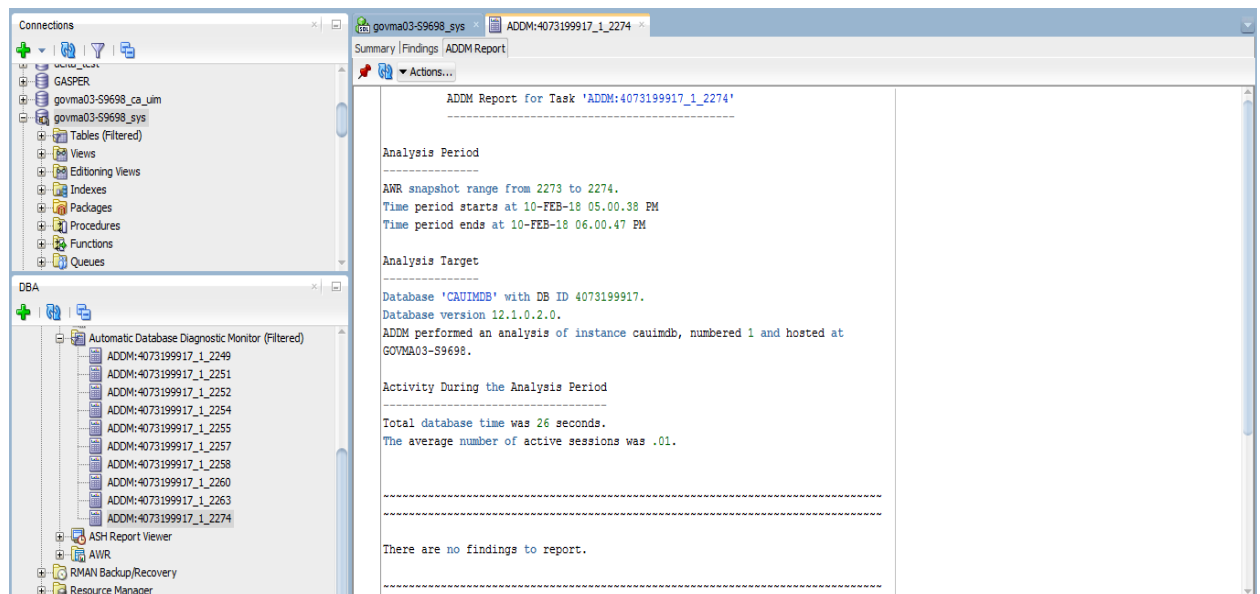 Connections
delta_test
GASPER
govma03-S9698_ca_uim
govma03-S9698_sys
Tables (Filtered)
Views
Editioning Views
Indexes
Packages
Procedures
Functions
Queues
DBA
Automatic Database Diagnostic Monitor (Filtered)
ADDM:4073199917_1_2249
ADDM:4073199917_1_2251
ADDM:4073199917_1_2252
ADDM:4073199917_1_2254
ADDM:4073199917_1_2255
ADDM:4073199917_1_2257
ADDM:4073199917_1_2258
ADDM:4073199917_1_2260
ADDM:4073199917_1_2263
ADDM:4073199917_1_2274
ASH Report Viewer
AWR
RMAN Backup/Recovery
Resource Manager
govma03-S9698_sys ADDM:4073199917_1_2274
Summary Findings ADDM Report
Actions...
ADDM Report for Task 'ADDM:4073199917_1_2274'
---------------------------------------------
Analysis Period
---------------
AWR snapshot range from 2273 to 2274.
Time period starts at 10-FEB-18 05.00.38 PM
Time period ends at 10-FEB-18 06.00.47 PM
Analysis Target
---------------
Database 'CAUIMDB' with DB ID 4073199917.
Database version 12.1.0.2.0.
ADDM performed an analysis of instance cauimdb, numbered 1 and hosted at
GOVMA03-S9698.
Activity During the Analysis Period
-----------------------------------
Total database time was 26 seconds.
The average number of active sessions was .01.
~~~~~~~~~~~~~~~~~~~~~~~~~~~~~~~~~~~~~~~~~~~~~~~~~~~~~~~~~~~~~~~~~~~~~~~~~~~~~~
~~~~~~~~~~~~~~~~~~~~~~~~~~~~~~~~~~~~~~~~~~~~~~~~~~~~~~~~~~~~~~~~~~~~~~~~~~~~~~
There are no findings to report.
~~~~~~~~~~~~~~~~~~~~~~~~~~~~~~~~~~~~~~~~~~~~~~~~~~~~~~~~~~~~~~~~~~~~~~~~~~~~~~